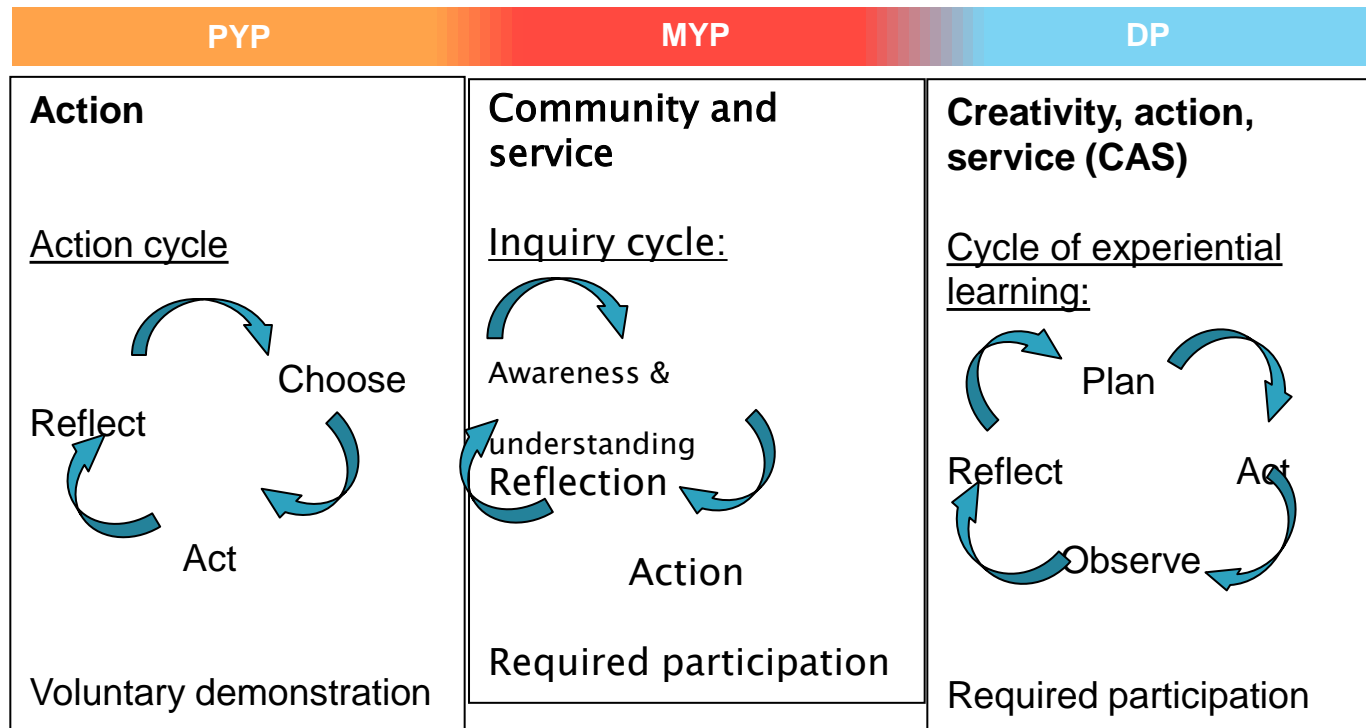 PYP
MYP
DP
Action
Action cycle
Choose
Reflect
Act
Voluntary demonstration
Community and
service
Inquiry cycle:
Awareness &
understanding
Reflection
Action
Required participation
Creativity, action,
service (CAS)
Cycle of experiential
learning:
Plan
Reflect
Act
Observe
Required participation